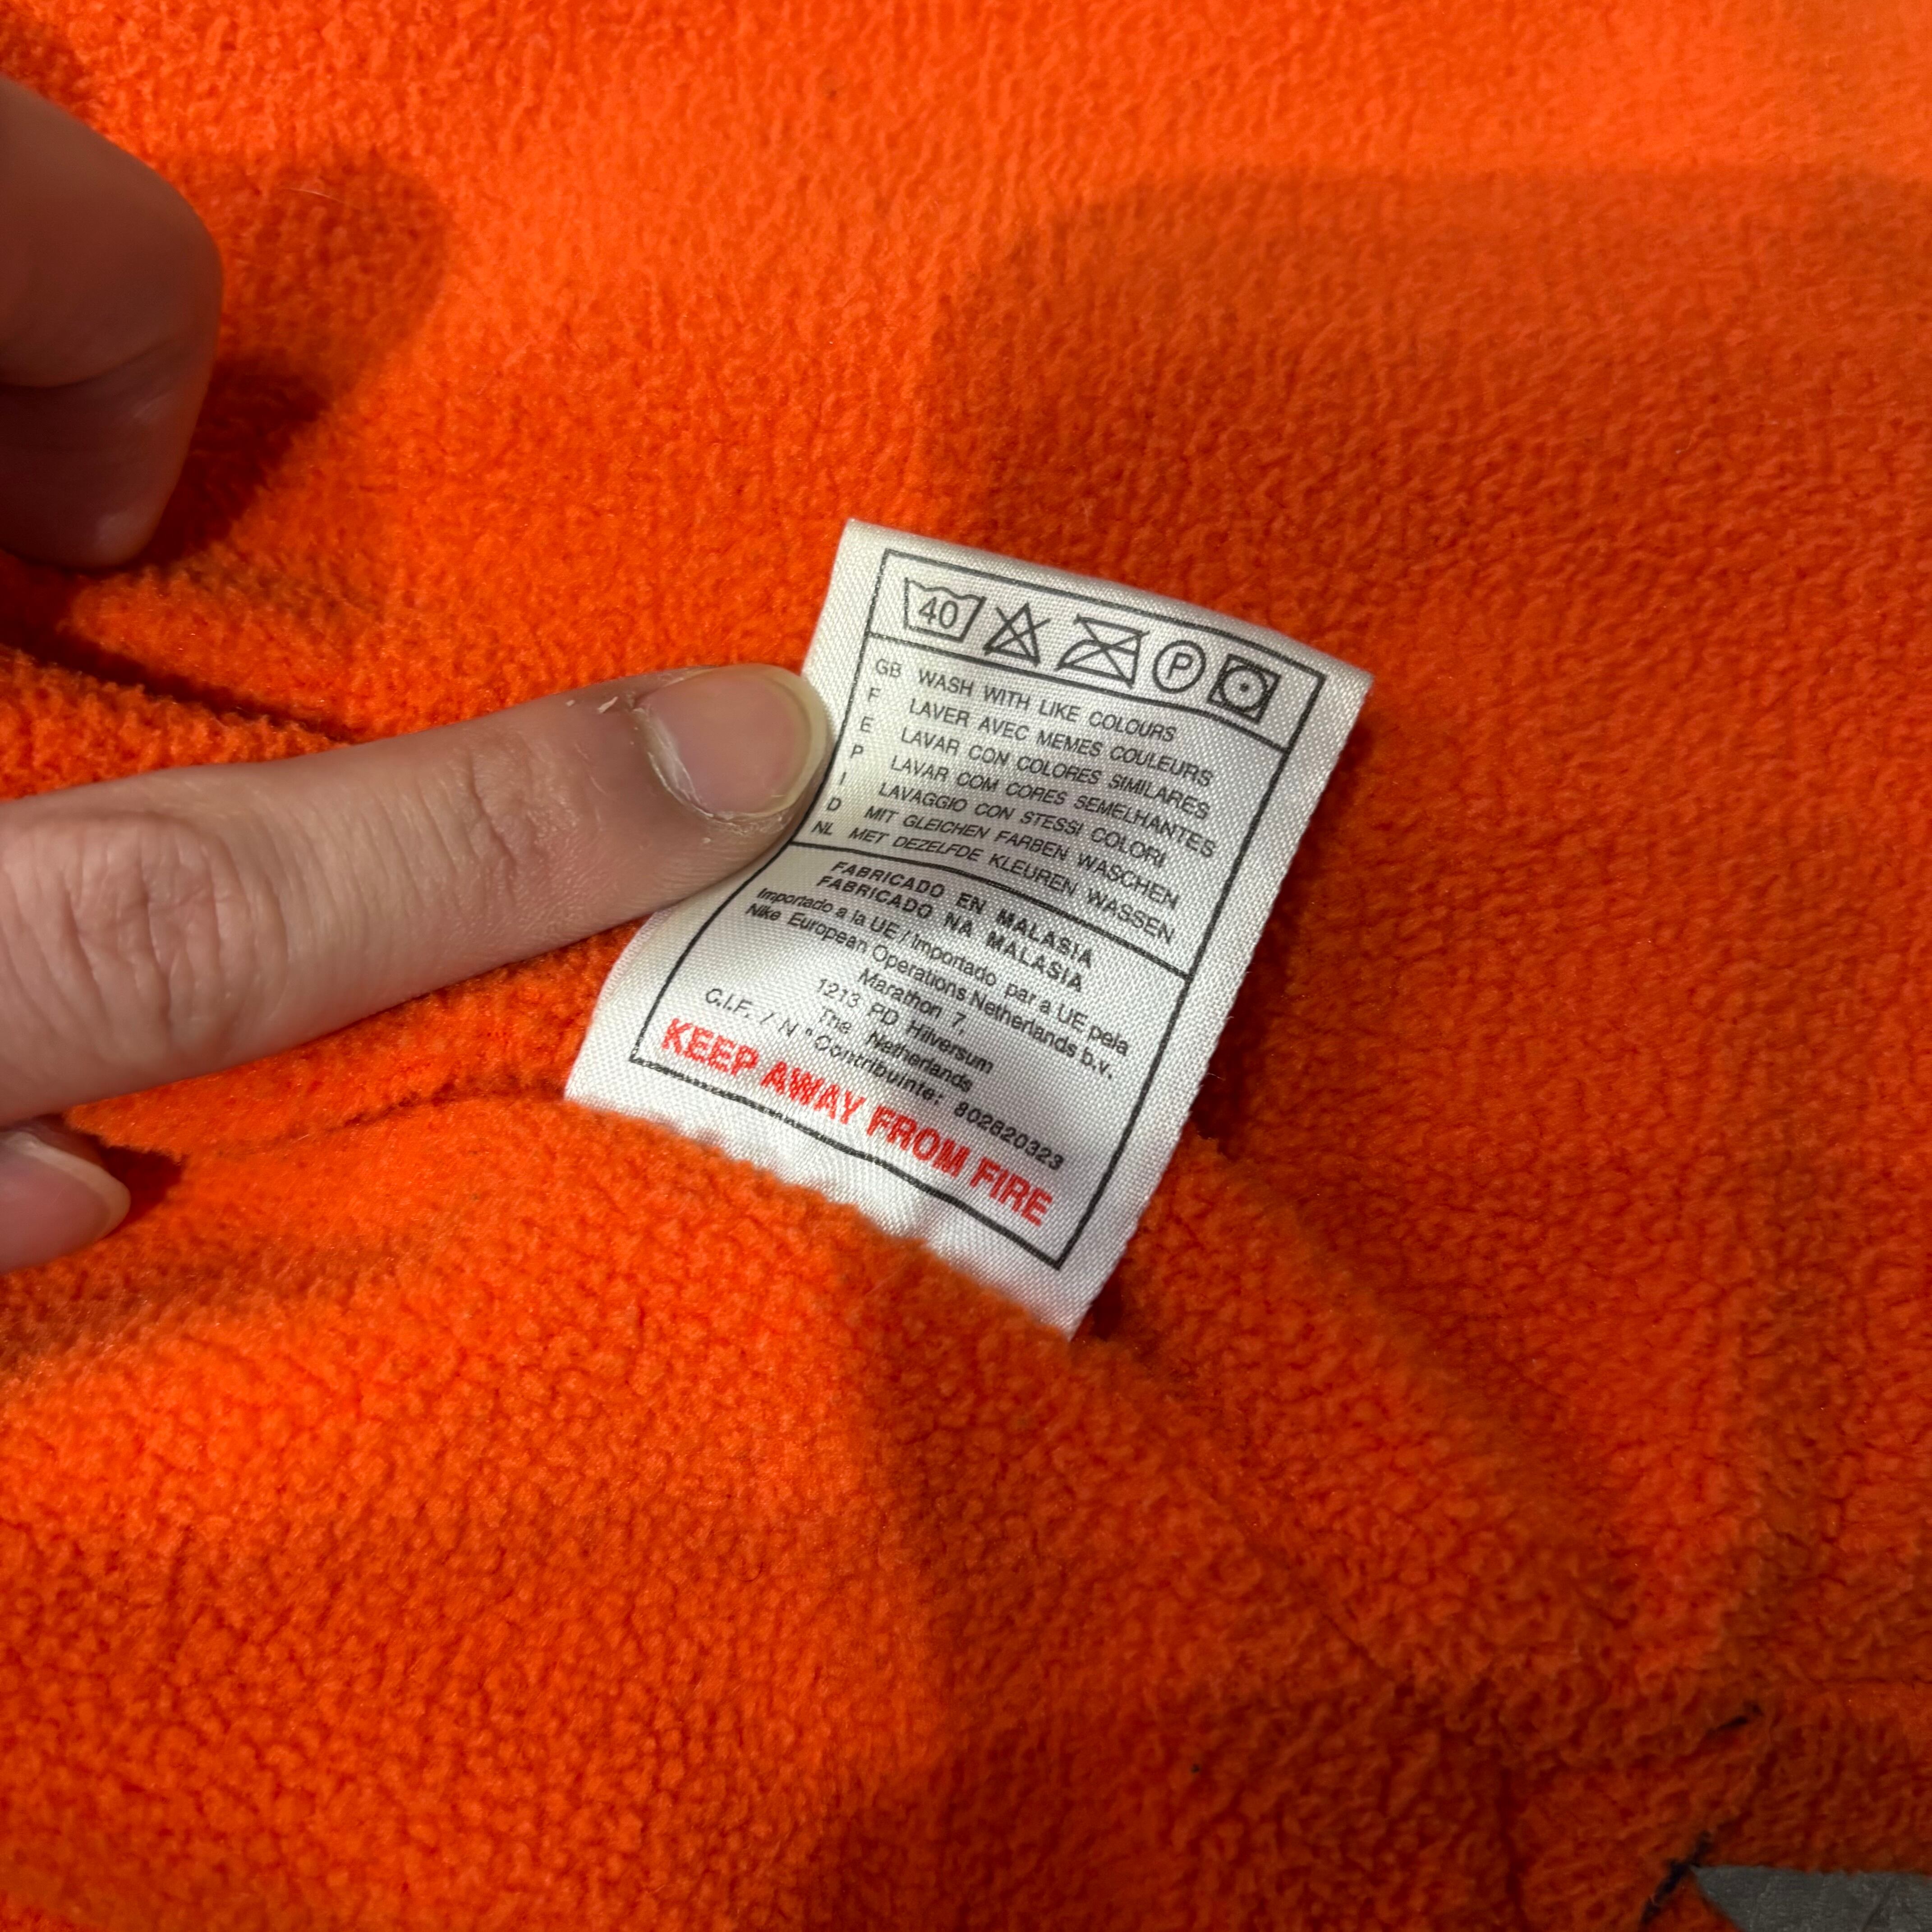 40
P
GB WASH WITH LIKE COLOURS
F LAVER AVEC MEMES COULEURS
E LAVAR CON COLORES SIMILARES
P LAVAR COM CORES SEMELHANTES
I LAVAGGIO CON STESSI COLORI
D MIT GLEICHEN FARBEN WASCHEN
NL MET DEZELFDE KLEUREN WASSEN
FABRICADO EN MALASIA
FABRICADO NA MALASIA
Importado a la UE / Importado par a UE pela
Nike European Operations Netherlands b.v.
Marathon 7,
1213 PD. Hilversum
The Netherlands
C.I.F. / N° Contribuinte: 802820323
KEEP AWAY FROM FIRE